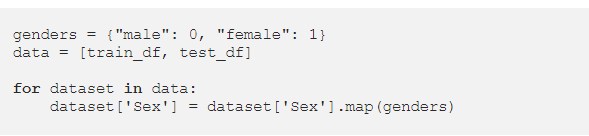 genders = {"male": 0, "female": 1}
data = [train_df, test_df]

for dataset in data:
    dataset['Sex'] = dataset['Sex'].map(genders)